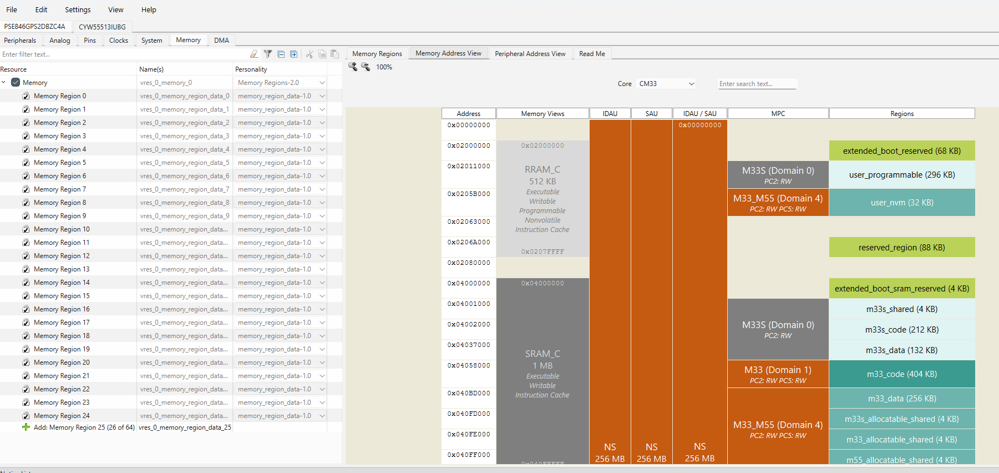 File Edit Settings View Help
PSE846GPS2DBZC4A CYW55513IUBG
Peripherals Analog Pins Clocks System Memory DMA
Enter filter text...
Resource Name(s) Personality
Memory vres_0_memory_0 Memory Regions-2.0
Memory Region 0 vres_0_memory_region_data_0 memory_region_data-1.0
Memory Region 1 vres_0_memory_region_data_1 memory_region_data-1.0
Memory Region 2 vres_0_memory_region_data_2 memory_region_data-1.0
Memory Region 3 vres_0_memory_region_data_3 memory_region_data-1.0
Memory Region 4 vres_0_memory_region_data_4 memory_region_data-1.0
Memory Region 5 vres_0_memory_region_data_5 memory_region_data-1.0
Memory Region 6 vres_0_memory_region_data_6 memory_region_data-1.0
Memory Region 7 vres_0_memory_region_data_7 memory_region_data-1.0
Memory Region 8 vres_0_memory_region_data_8 memory_region_data-1.0
Memory Region 9 vres_0_memory_region_data_9 memory_region_data-1.0
Memory Region 10 vres_0_memory_region_data... memory_region_data-1.0
Memory Region 11 vres_0_memory_region_data... memory_region_data-1.0
Memory Region 12 vres_0_memory_region_data... memory_region_data-1.0
Memory Region 13 vres_0_memory_region_data... memory_region_data-1.0
Memory Region 14 vres_0_memory_region_data... memory_region_data-1.0
Memory Region 15 vres_0_memory_region_data... memory_region_data-1.0
Memory Region 16 vres_0_memory_region_data... memory_region_data-1.0
Memory Region 17 vres_0_memory_region_data... memory_region_data-1.0
Memory Region 18 vres_0_memory_region_data... memory_region_data-1.0
Memory Region 19 vres_0_memory_region_data... memory_region_data-1.0
Memory Region 20 vres_0_memory_region_data... memory_region_data-1.0
Memory Region 21 vres_0_memory_region_data... memory_region_data-1.0
Memory Region 22 vres_0_memory_region_data... memory_region_data-1.0
Memory Region 23 vres_0_memory_region_data... memory_region_data-1.0
Memory Region 24 vres_0_memory_region_data... memory_region_data-1.0
Add: Memory Region 25 (26 of 64) vres_0_memory_region_data_25
Memory Regions Memory Address View Peripheral Address View Read Me
100%
Core CM33 Enter search text...
Address Memory Views IDAU SAU IDAU / SAU MPC Regions
0x00000000
0x02000000
0x02011000
0x0205B000
0x02063000
0x0206A000
0x02080000
0x04000000
0x04001000
0x04002000
0x04037000
0x04058000
0x040BD000
0x040FD000
0x040FE000
0x040FF000
0x02000000
RRAM_C
512 KB
Executable
Writable
Programmable
Nonvolatile
Instruction Cache
0x0207FFFF
0x04000000
SRAM_C
1 MB
Executable
Writable
Instruction Cache
0x040FFFFF
NS
256 MB
NS
256 MB
0x00000000
NS
256 MB
M33S (Domain 0)
PC2: RW
M33_M55 (Domain 4)
PC2: RW PC5: RW
M33S (Domain 0)
PC2: RW
M33 (Domain 1)
PC2: RW PC5: RW
M33_M55 (Domain 4)
PC2: RW PC5: RW
extended_boot_reserved (68 KB)
user_programmable (296 KB)
user_nvm (32 KB)
reserved_region (88 KB)
extended_boot_sram_reserved (4 KB)
m33s_shared (4 KB)
m33s_code (212 KB)
m33s_data (132 KB)
m33_code (404 KB)
m33_data (256 KB)
m33s_allocatable_shared (4 KB)
m33_allocatable_shared (4 KB)
m55_allocatable_shared (4 KB)